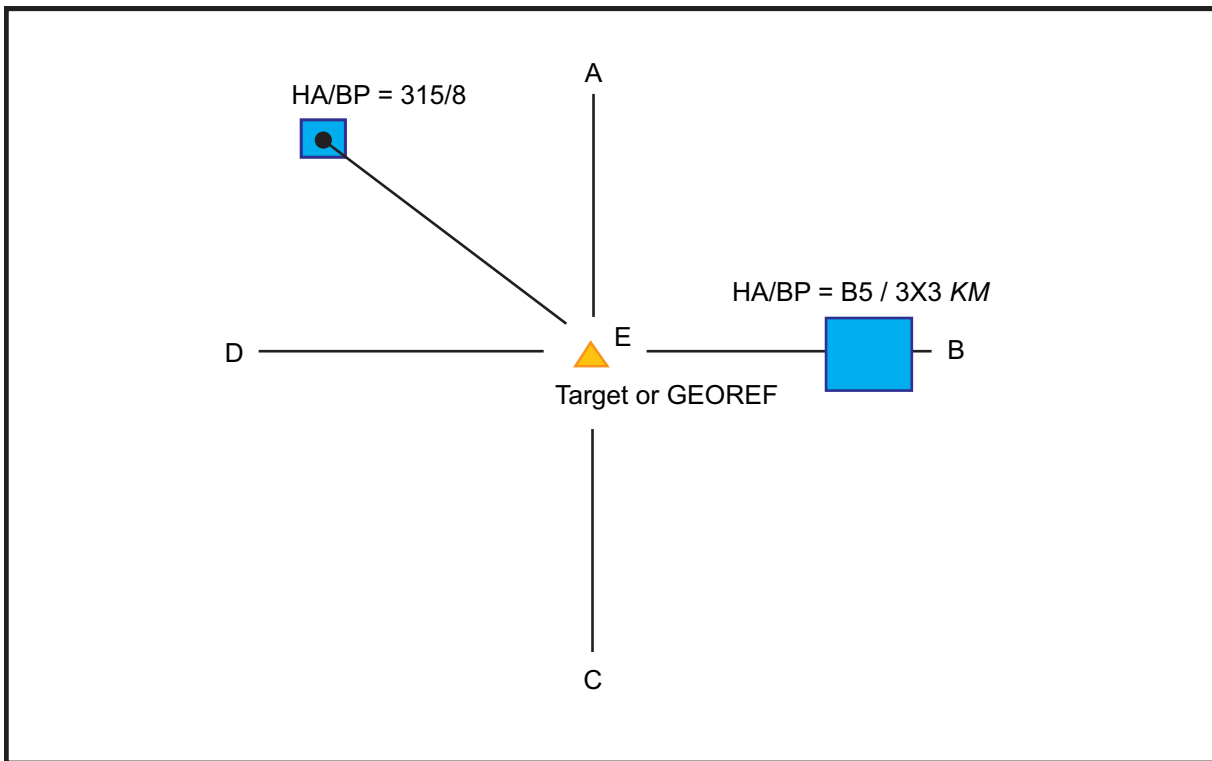 A
HA/BP = 315/8
HA/BP = B5 / 3X3 KM
E
D
B
Target or GEOREF
C